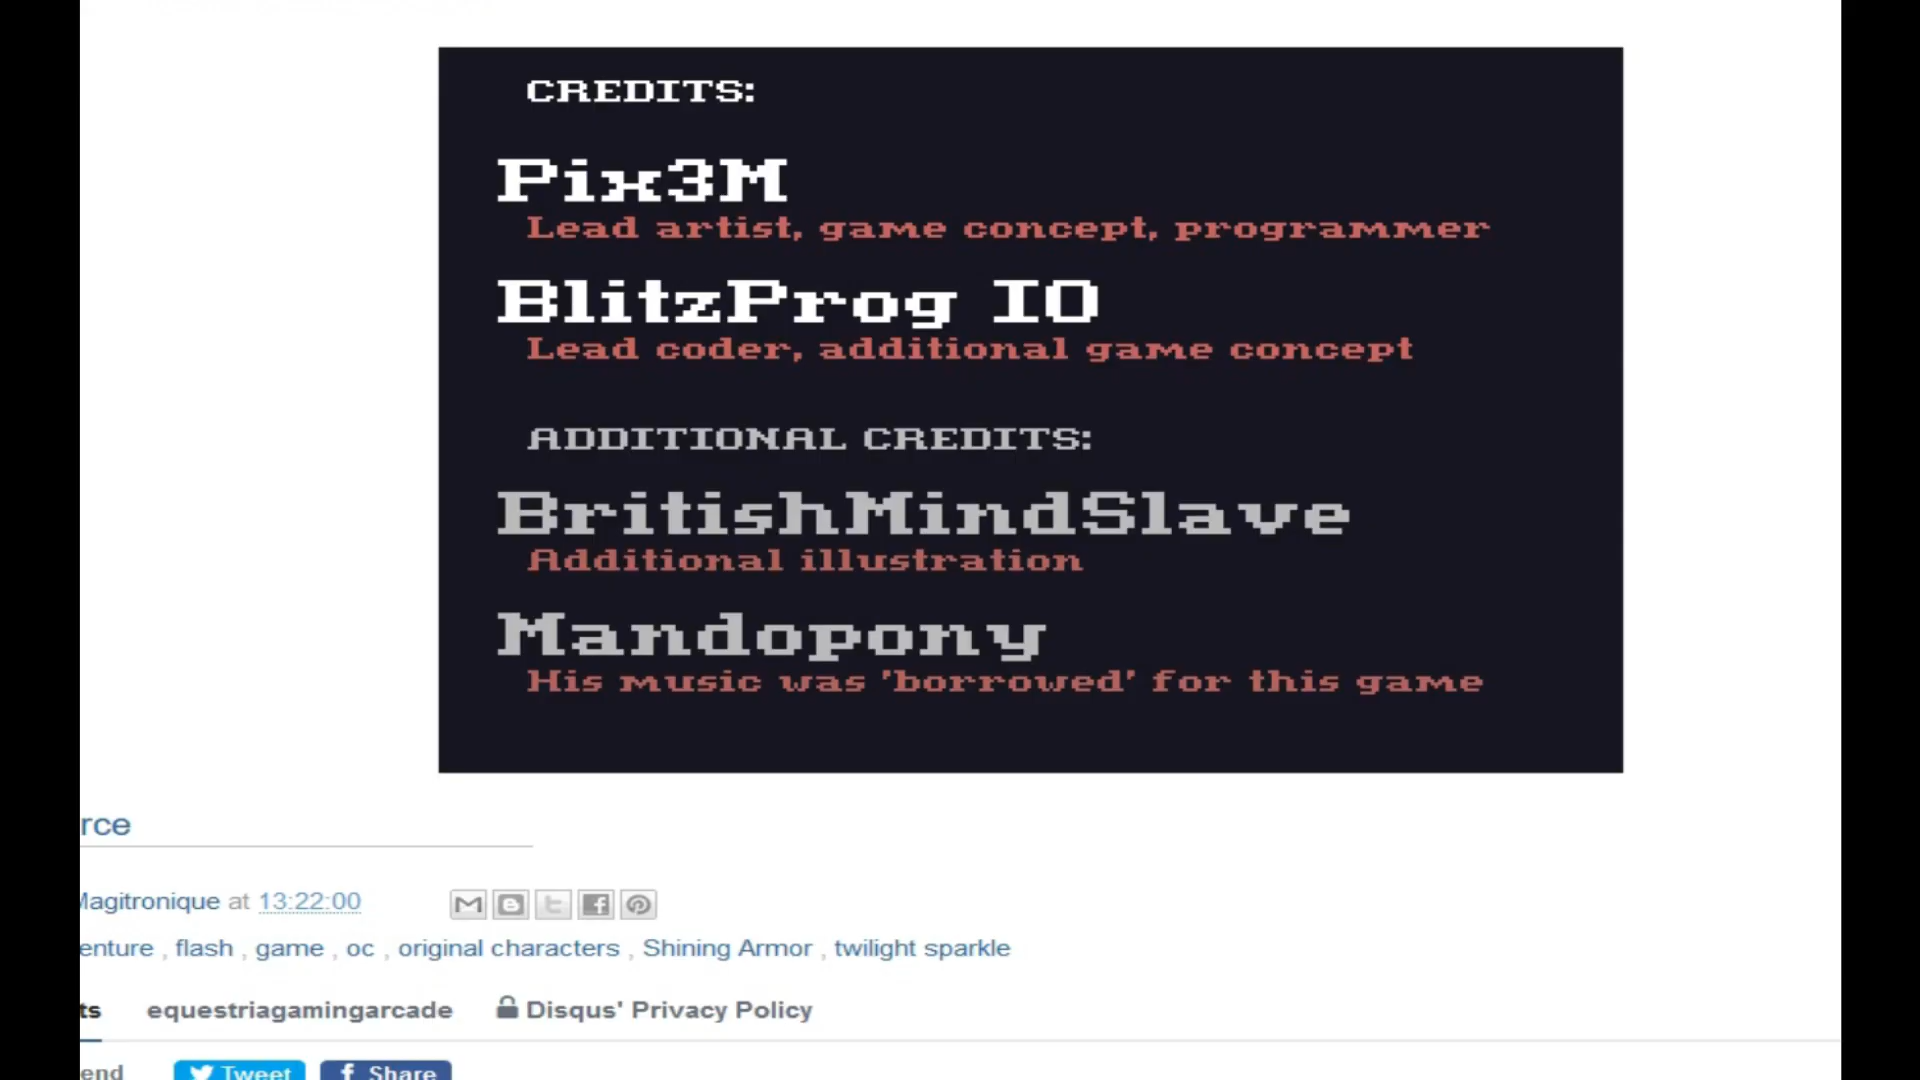 CREDITS:
Pix3M
Lead artist, game concept, programmer
BlitzProg IO
Lead coder, additional game concept
ADDITIONAL CREDITS:
BritishMindSlave
Additional illustration
Mandopony
His music was 'borrowed' for this game
rce
Magitronique at 13:22:00
enture , flash , game , oc , original characters , Shining Armor , twilight sparkle
ts equestriagamingarcade Disqus' Privacy Policy
end Tweet Share